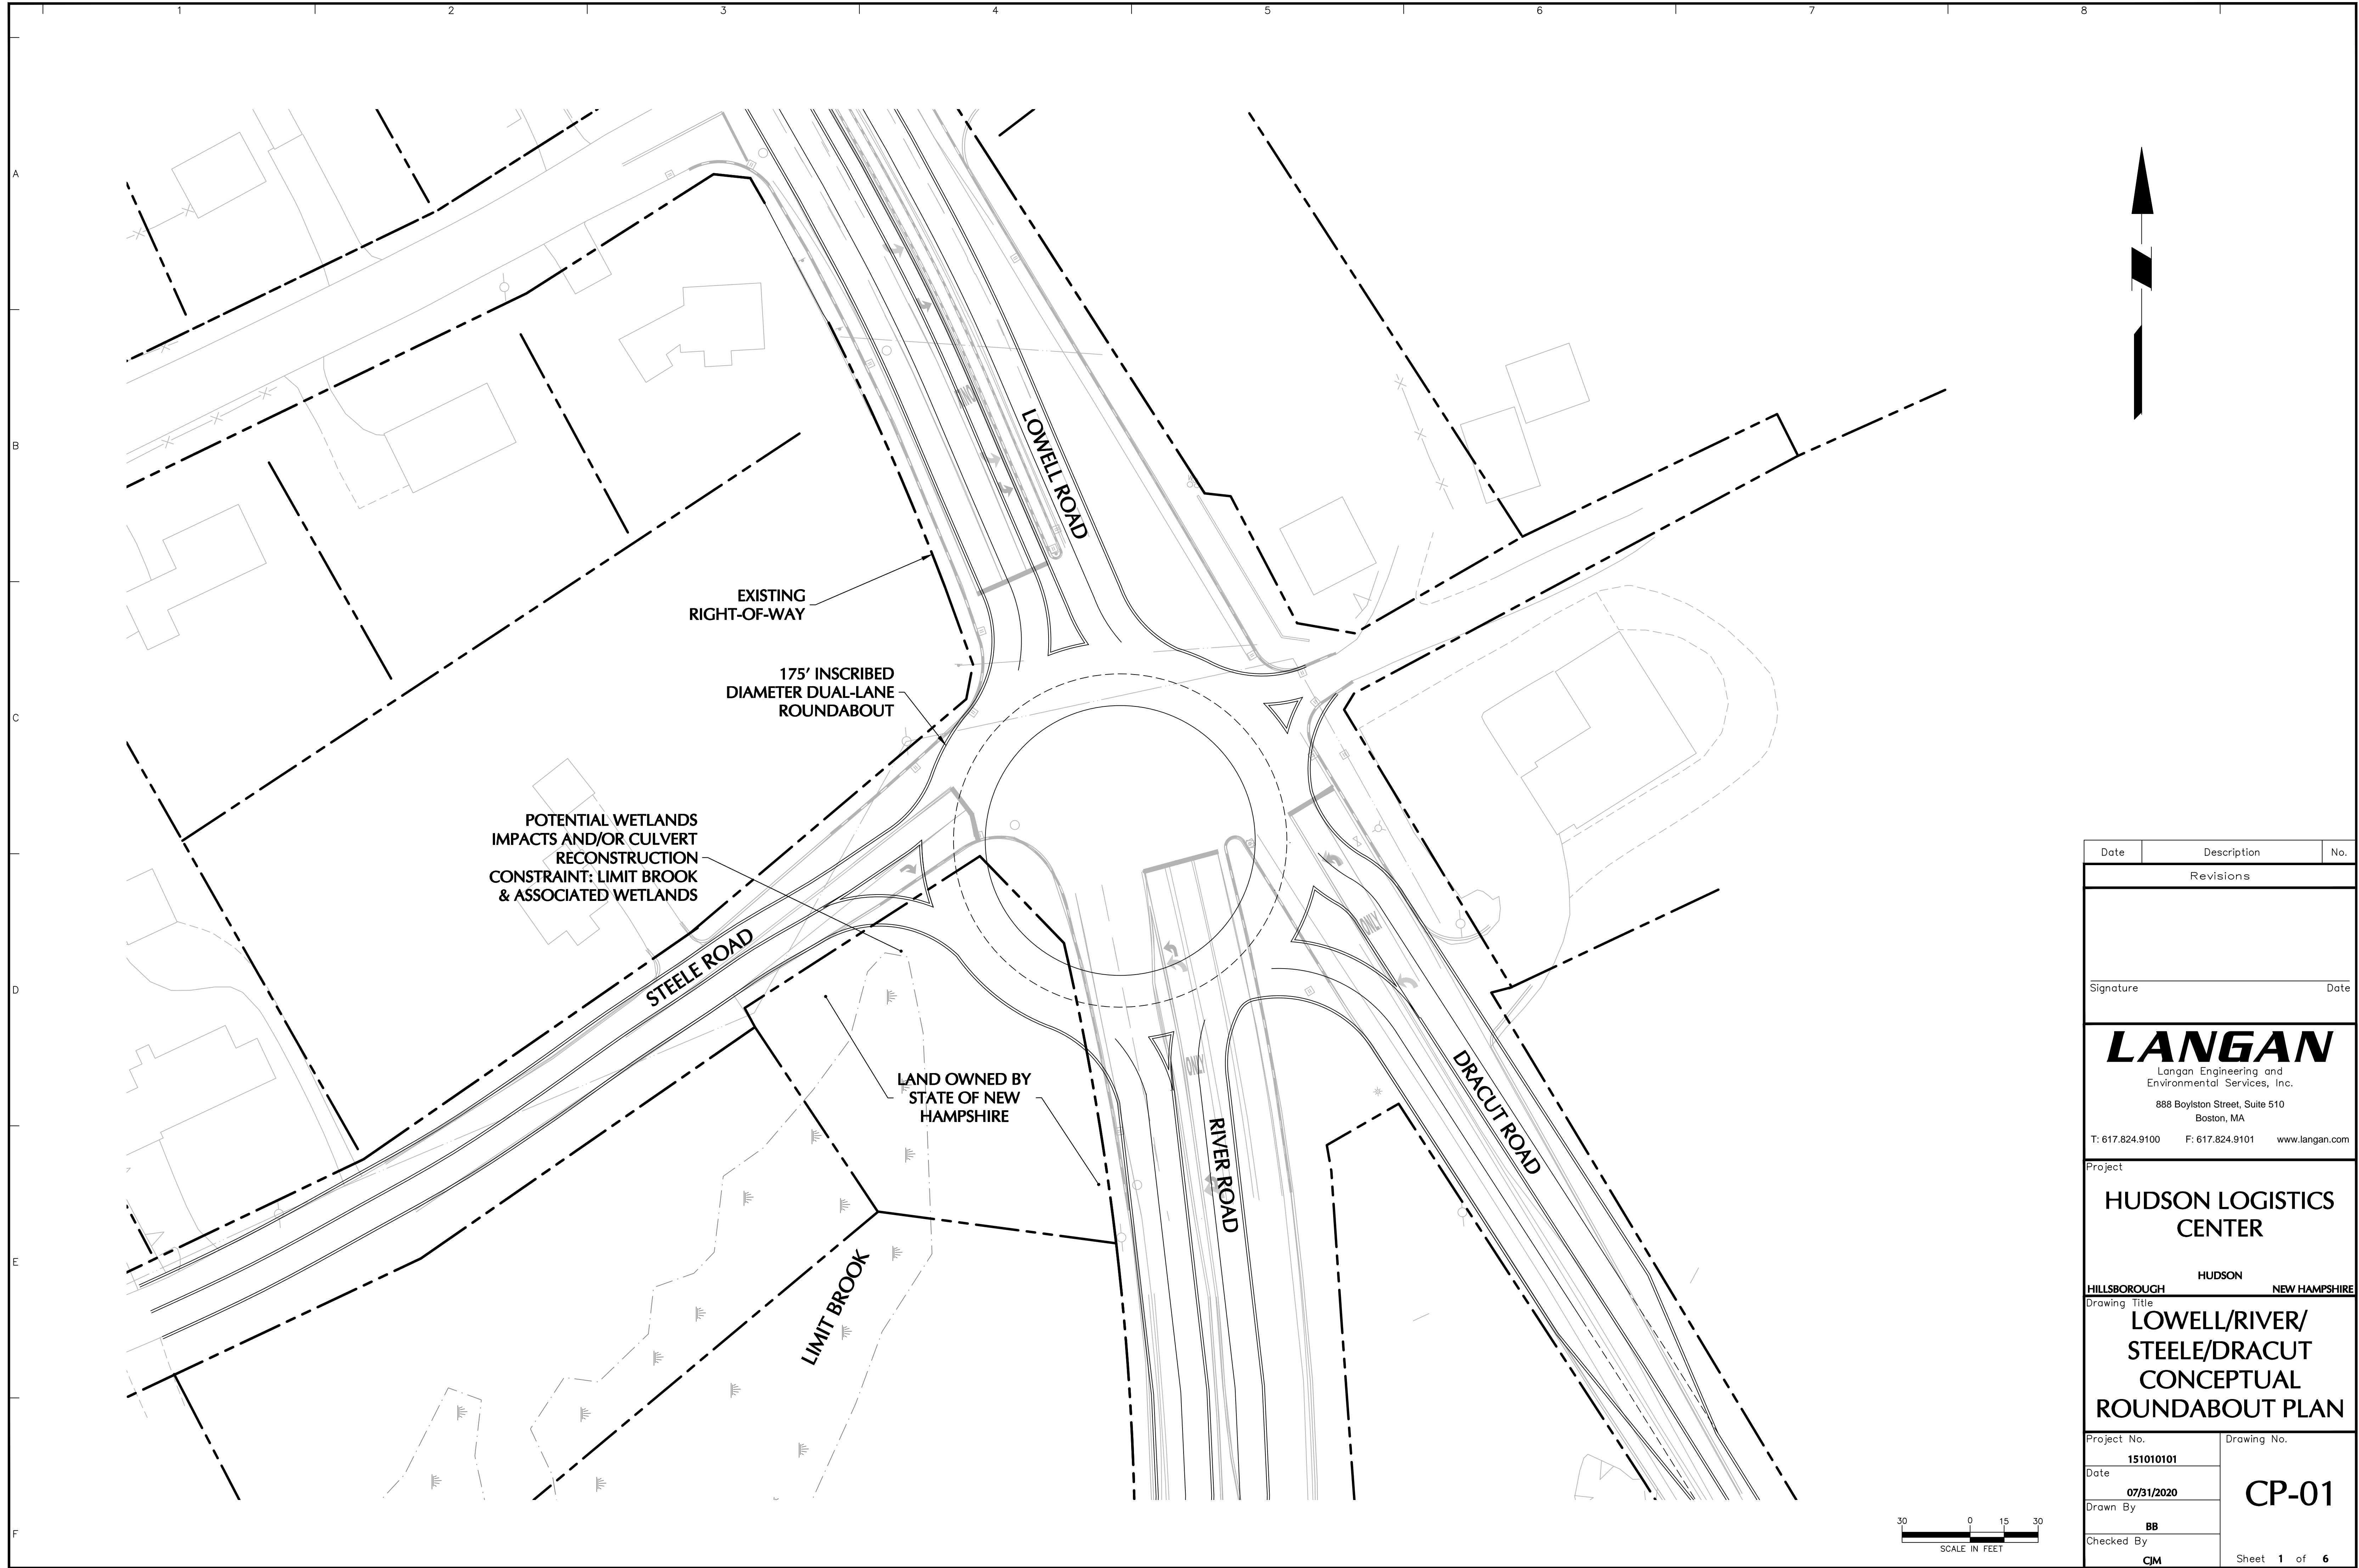 1 2 3 4 5 6 7 8
A
B
C
D
E
F
LOWELL ROAD
ONLY
EXISTING
RIGHT-OF-WAY
175' INSCRIBED
DIAMETER DUAL-LANE
ROUNDABOUT
POTENTIAL WETLANDS
IMPACTS AND/OR CULVERT
RECONSTRUCTION
CONSTRAINT: LIMIT BROOK
& ASSOCIATED WETLANDS
STEELE ROAD
ONLY
LAND OWNED BY
STATE OF NEW
HAMPSHIRE
ONLY
RIVER ROAD
DRACUT ROAD
LIMIT BROOK
N
30 0 15 30
SCALE IN FEET
Date Description No.
Revisions
Signature Date
LANGAN
Langan Engineering and
Environmental Services, Inc.
888 Boylston Street, Suite 510
Boston, MA
T: 617.824.9100 F: 617.824.9101 www.langan.com
Project
HUDSON LOGISTICS
CENTER
HUDSON
HILLSBOROUGH NEW HAMPSHIRE
Drawing Title
LOWELL/RIVER/
STEELE/DRACUT
CONCEPTUAL
ROUNDABOUT PLAN
Project No.
151010101
Date
07/31/2020
Drawn By
BB
Checked By
CJM
Drawing No.
CP-01
Sheet 1 of 6